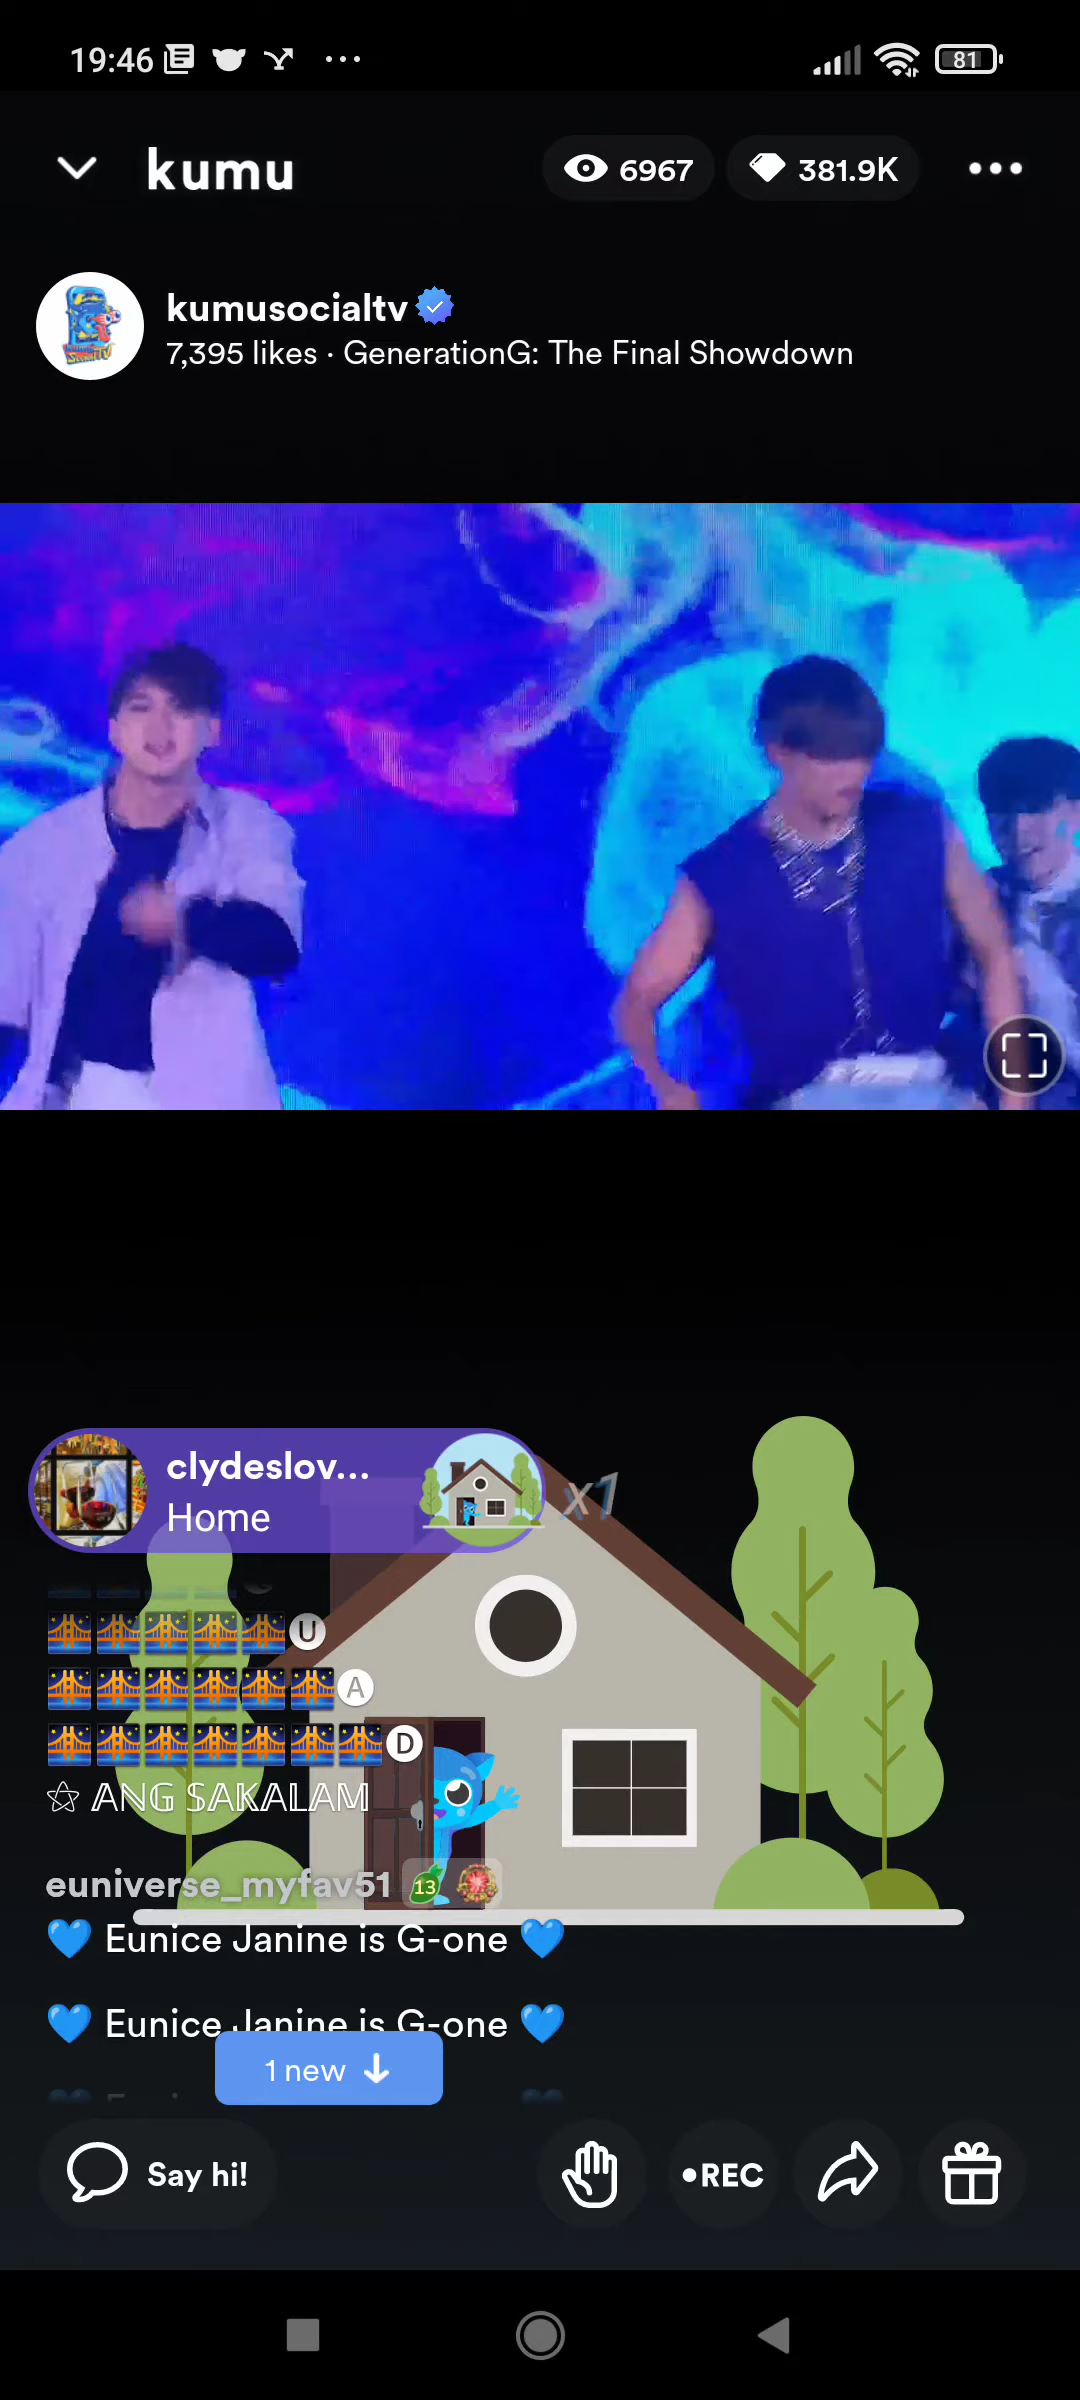 19:46
81
kumu
6967
381.9K
kumusocialtv
7,395 likes · GenerationG: The Final Showdown
clydeslov...
Home
x1
U
A
D
☆ ANG SAKALAM
euniverse_myfav51 13
💙 Eunice Janine is G-one 💙
💙 Eunice Janine is G-one 💙
1 new ↓
Say hi!
•REC